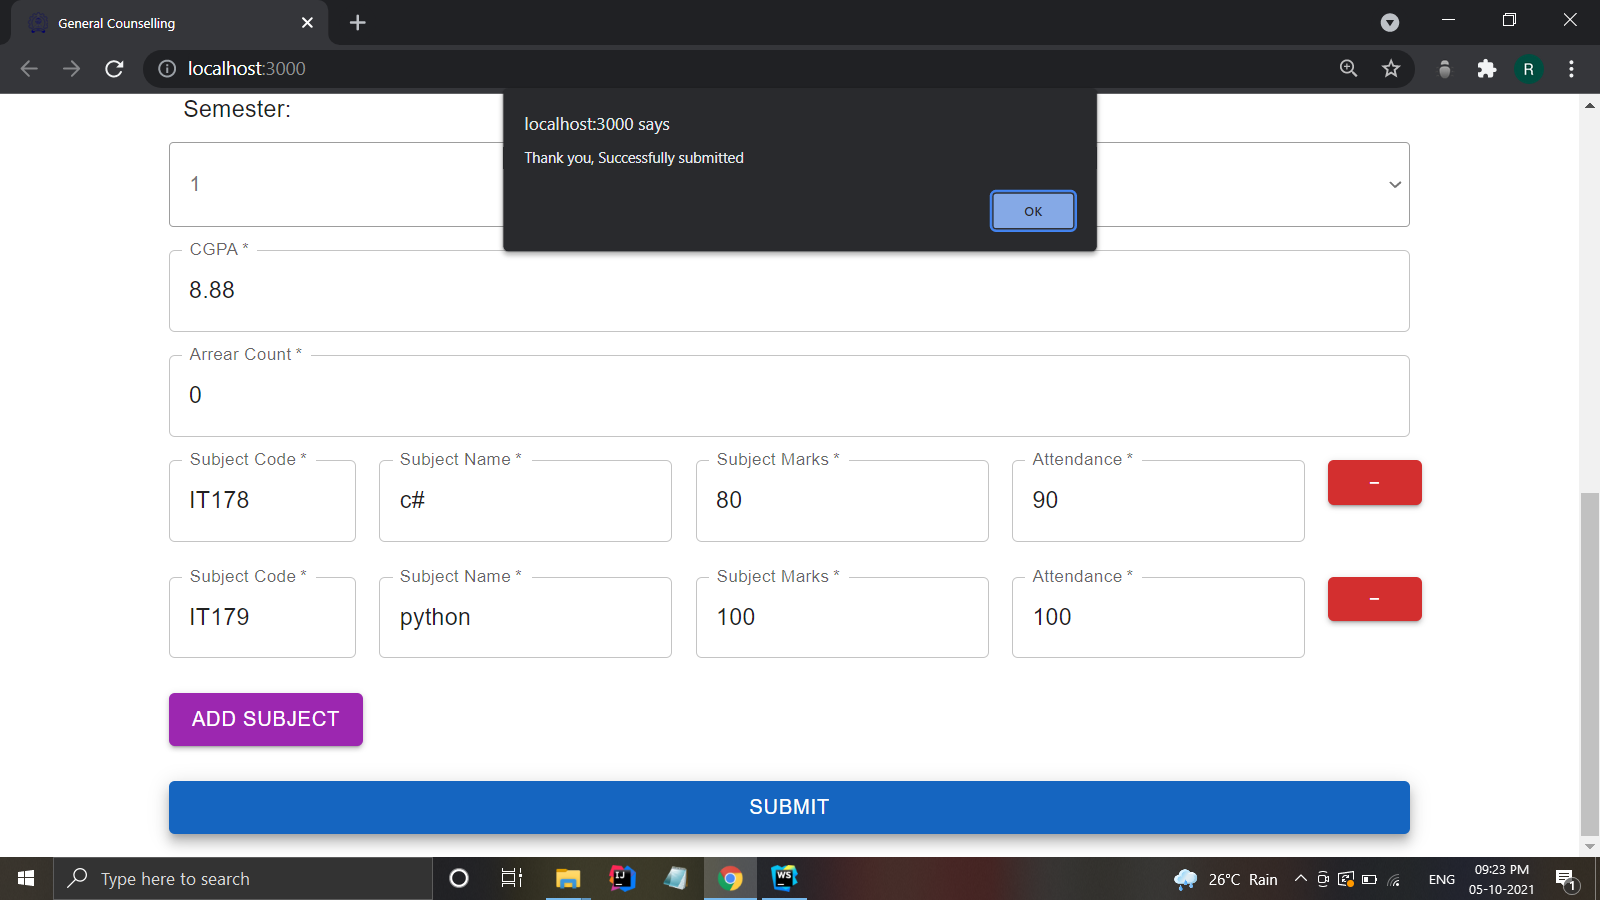 General Counselling
localhost:3000
R
Semester:
localhost:3000 says
Thank you, Successfully submitted
OK
1
CGPA *
8.88
Arrear Count *
0
Subject Code * Subject Name * Subject Marks * Attendance *
IT178 c# 80 90 -
Subject Code * Subject Name * Subject Marks * Attendance *
IT179 python 100 100 -
ADD SUBJECT
SUBMIT
Type here to search
IJ
WS
26°C Rain
ENG
09:23 PM
05-10-2021
1